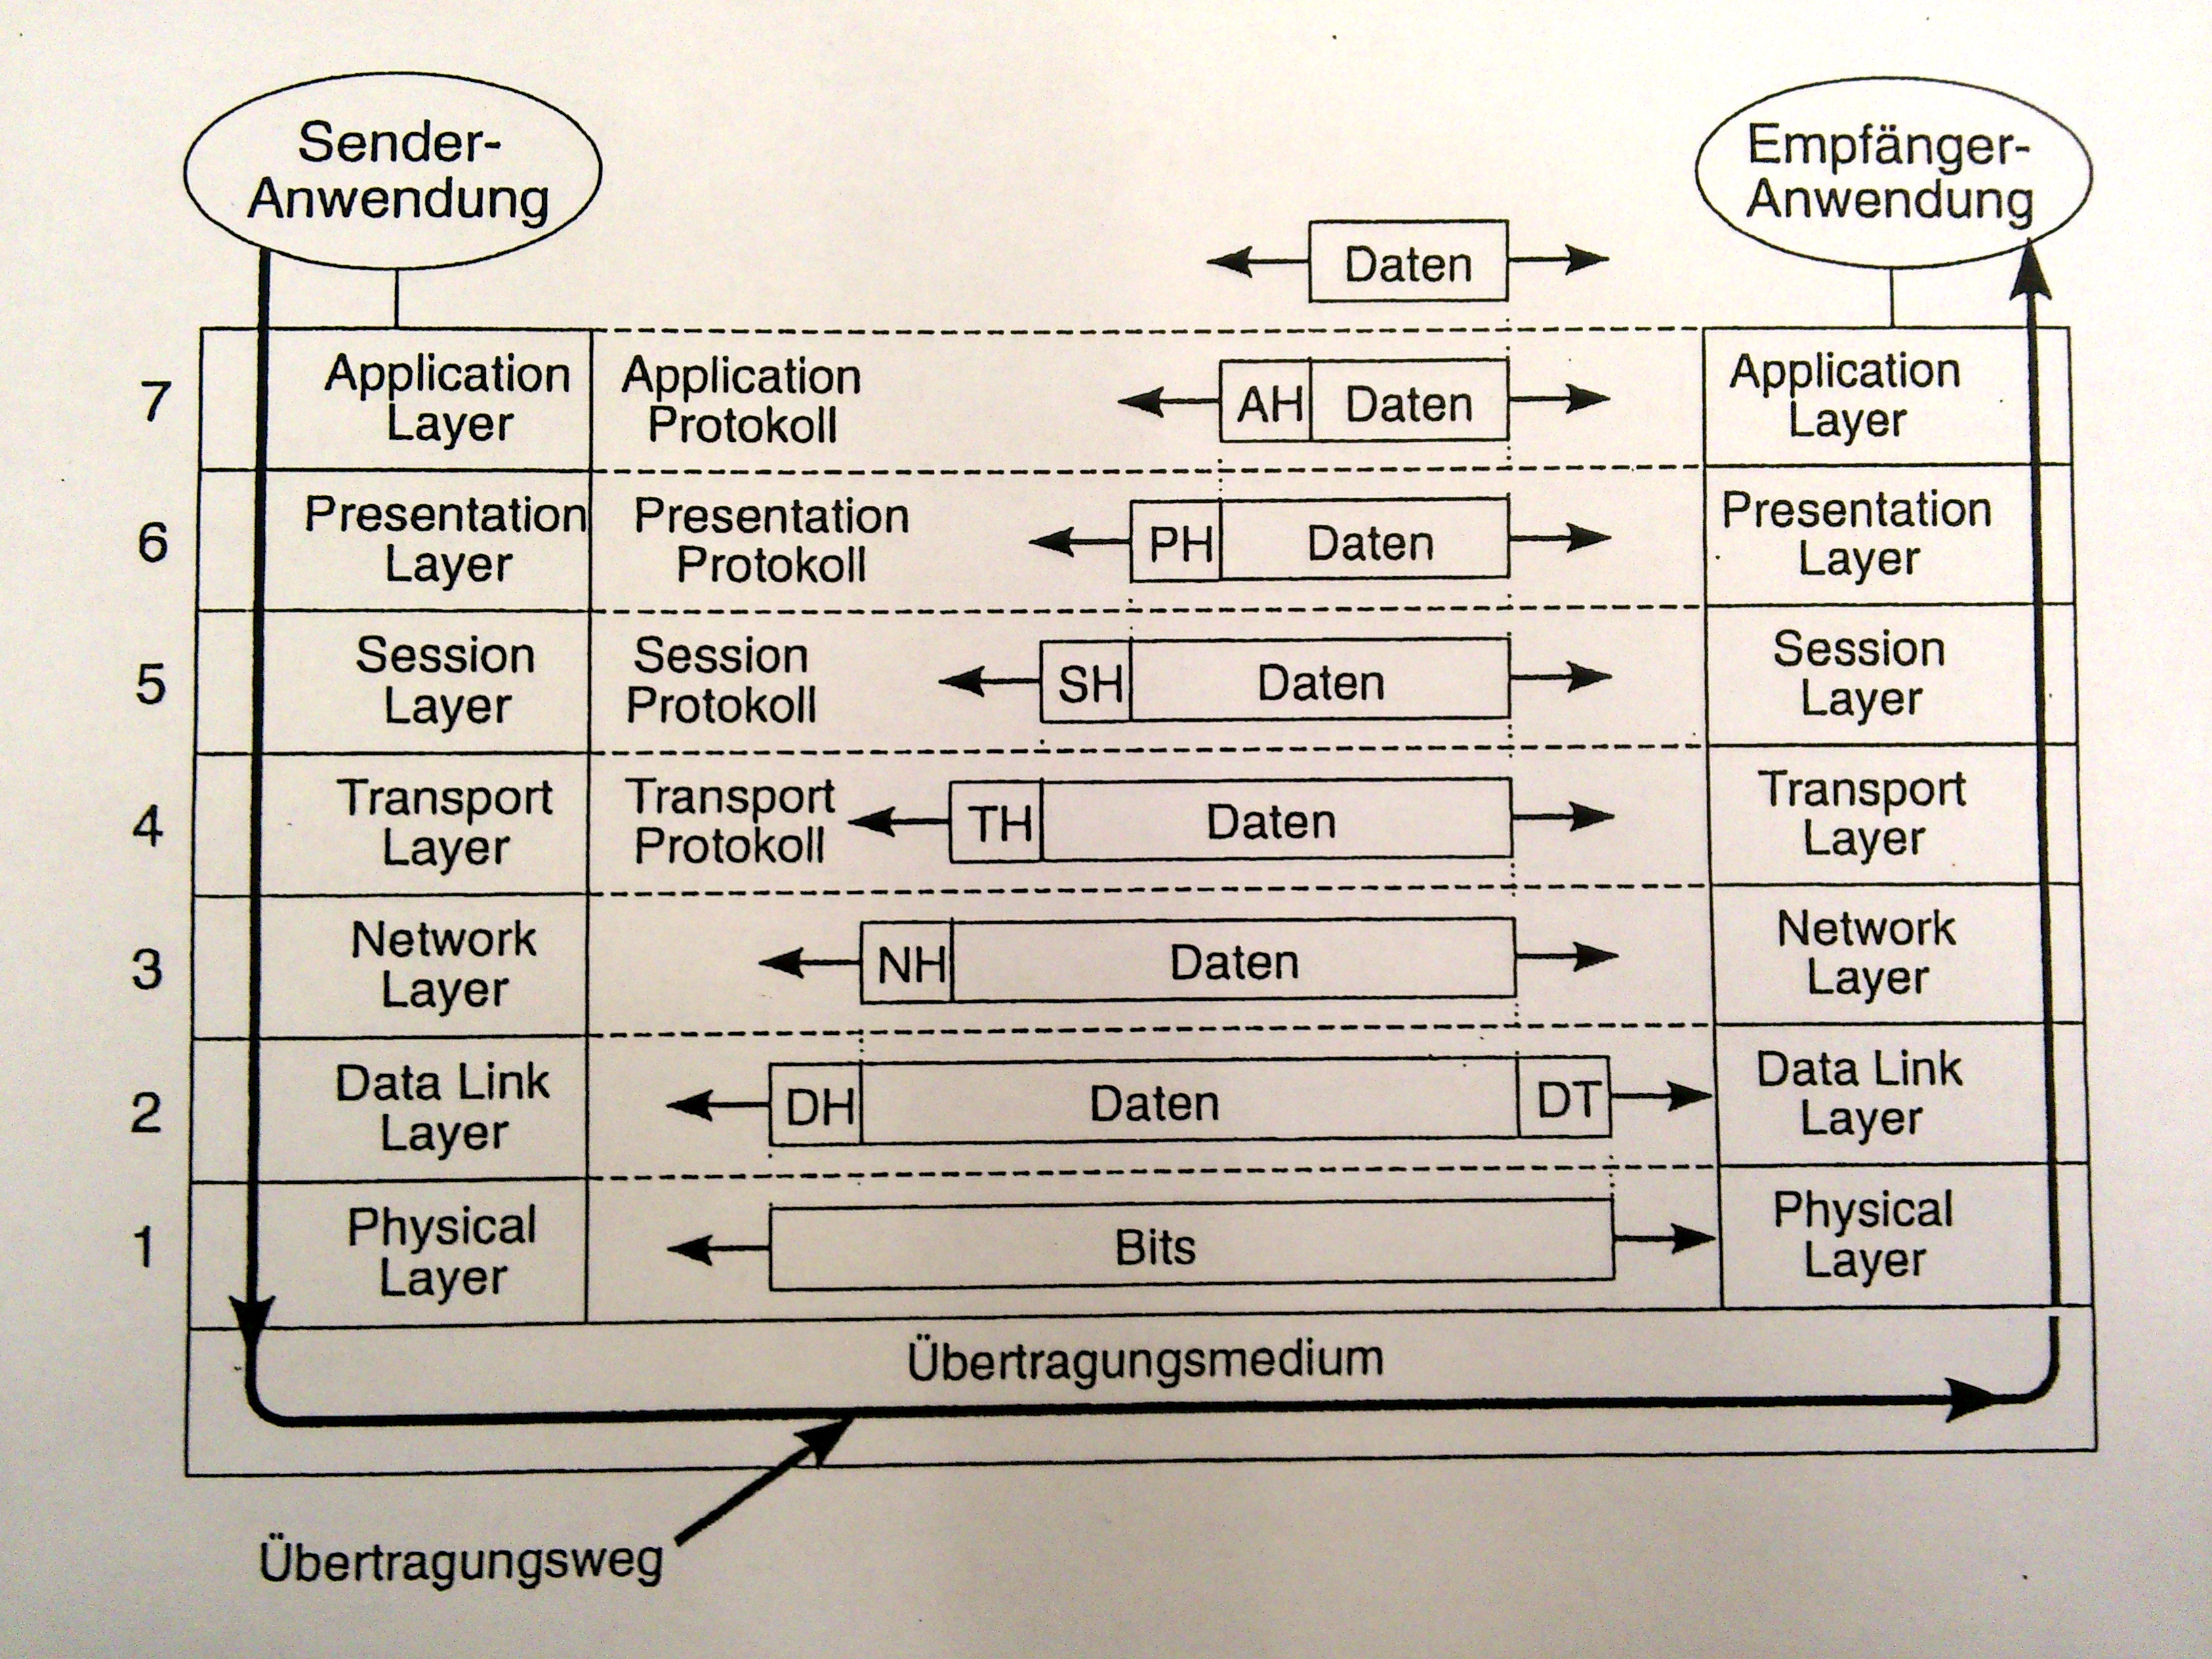 Sender-
Anwendung
Empfänger-
Anwendung
Daten
7
Application
Layer
Application
Protokoll
AH
Daten
Application
Layer
6
Presentation
Layer
Presentation
Protokoll
PH
Daten
Presentation
Layer
5
Session
Layer
Session
Protokoll
SH
Daten
Session
Layer
4
Transport
Layer
Transport
Protokoll
TH
Daten
Transport
Layer
3
Network
Layer
NH
Daten
Network
Layer
2
Data Link
Layer
DH
Daten
DT
Data Link
Layer
1
Physical
Layer
Bits
Physical
Layer
Übertragungsmedium
Übertragungsweg